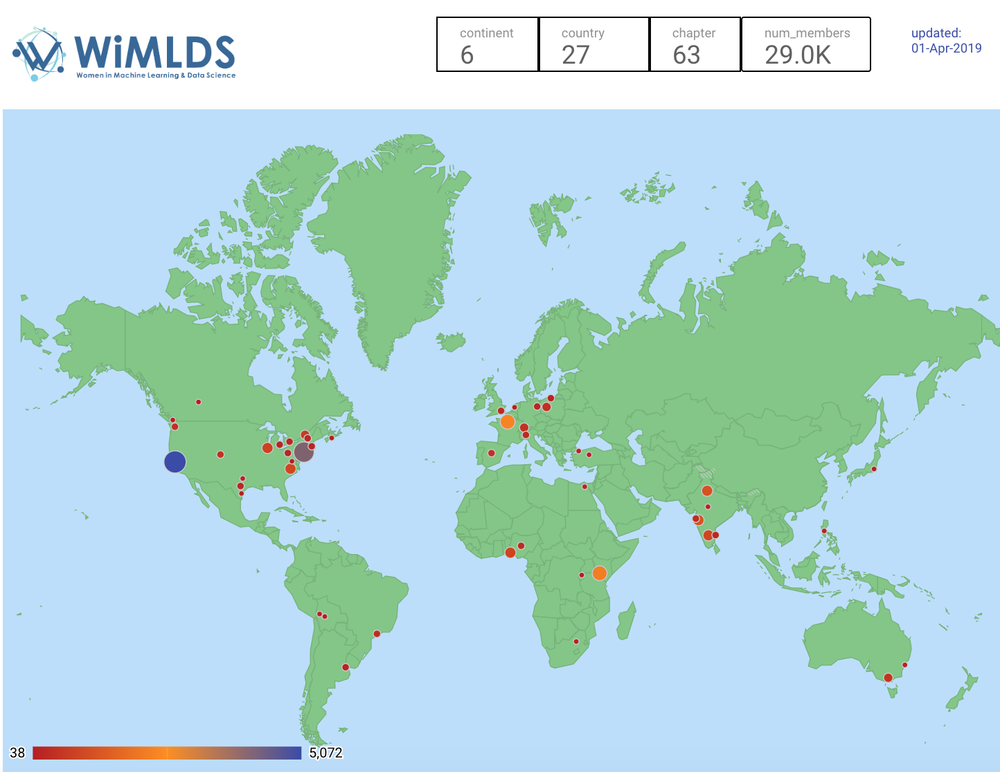 WiMLDS
Women in Machine Learning & Data Science
continent
6
country
27
chapter
63
num_members
29.0K
updated:
01-Apr-2019
38
5,072